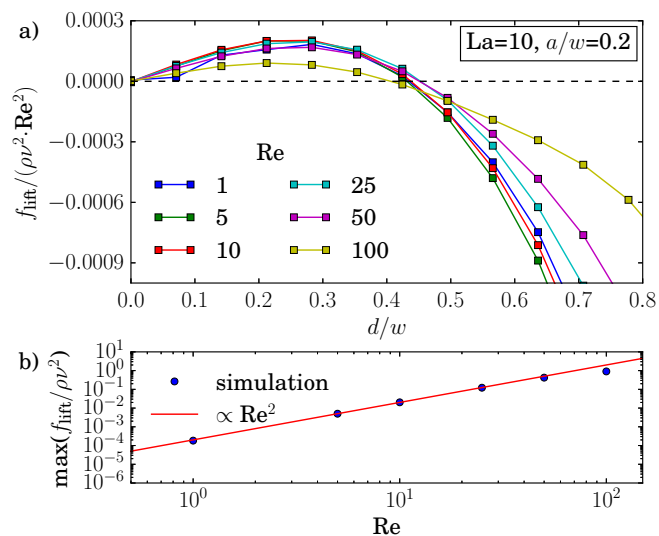 a)
La=10, a/w=0.2
f_lift/(ρν²·Re²)
0.0003
0.0000
−0.0003
−0.0006
−0.0009
Re
1 25
5 50
10 100
0.0 0.1 0.2 0.3 0.4 0.5 0.6 0.7 0.8
d/w
b)
max(f_lift/ρν²)
10¹
10⁰
10⁻¹
10⁻²
10⁻³
10⁻⁴
10⁻⁵
10⁻⁶
simulation
∝ Re²
10⁰ 10¹ 10²
Re